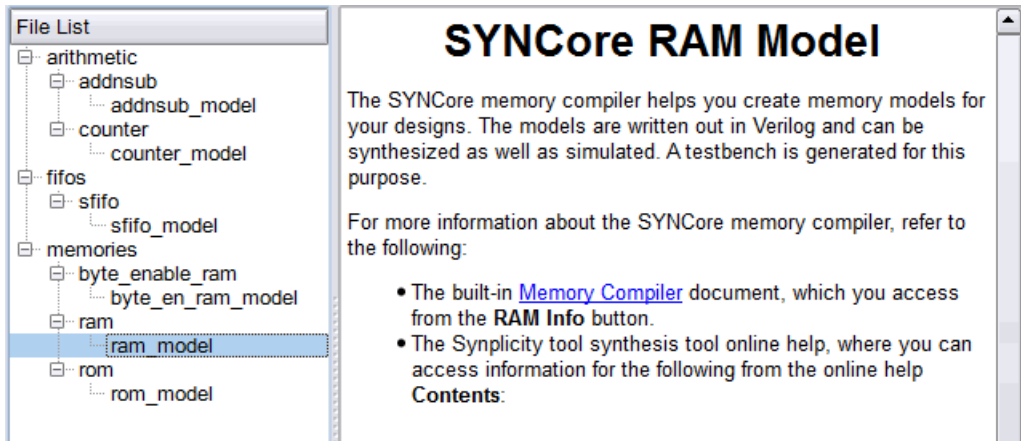 File List
arithmetic
addnsub
addnsub_model
counter
counter_model
fifos
sfifo
sfifo_model
memories
byte_enable_ram
byte_en_ram_model
ram
ram_model
rom
rom_model
SYNCore RAM Model
The SYNCore memory compiler helps you create memory models for
your designs. The models are written out in Verilog and can be
synthesized as well as simulated. A testbench is generated for this
purpose.
For more information about the SYNCore memory compiler, refer to
the following:
• The built-in Memory Compiler document, which you access
from the RAM Info button.
• The Synplicity tool synthesis tool online help, where you can
access information for the following from the online help
Contents: